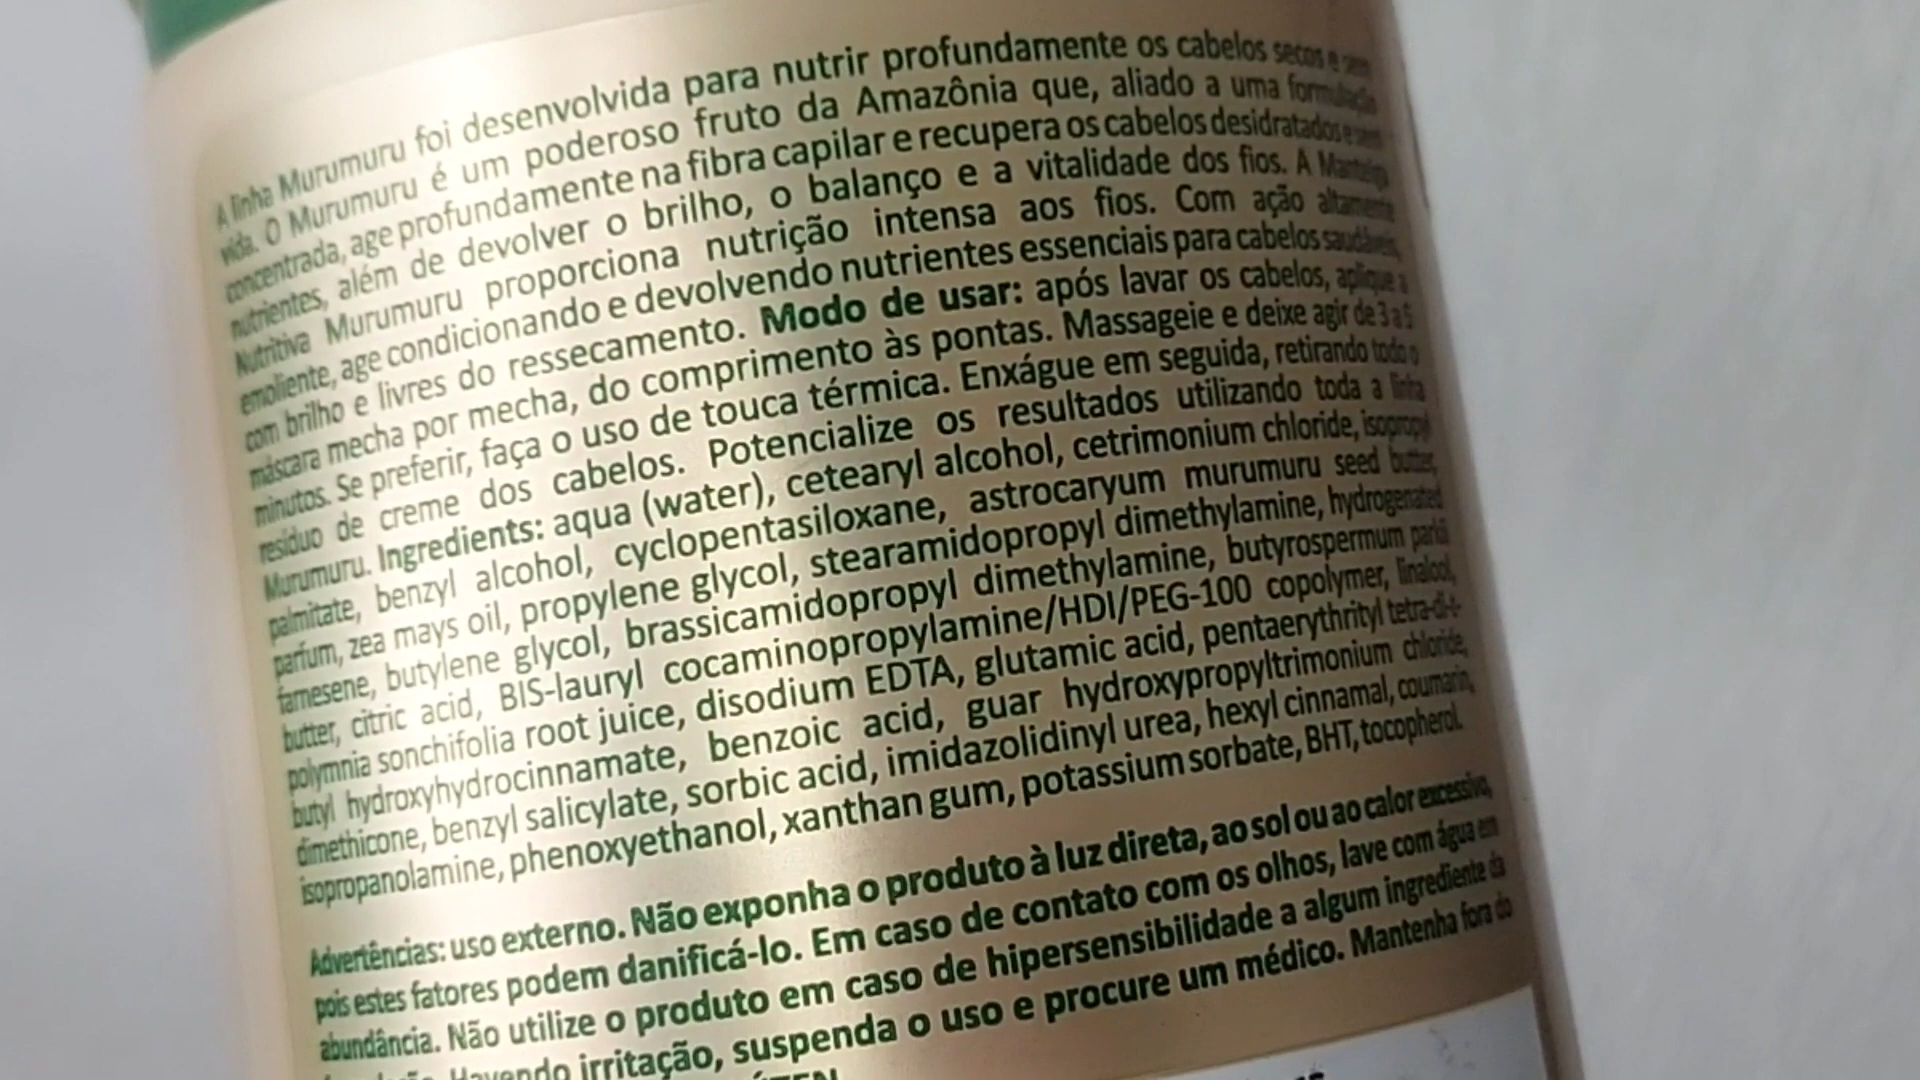 A linha Murumuru foi desenvolvida para nutrir profundamente os cabelos secos e sem
vida. O Murumuru é um poderoso fruto da Amazônia que, aliado a uma formulação
concentrada, age profundamente na fibra capilar e recupera os cabelos desidratados e sem
nutrientes, além de devolver o brilho, o balanço e a vitalidade dos fios. A Manteiga
Nutritiva Murumuru proporciona nutrição intensa aos fios. Com ação altamente
emoliente, age condicionando e devolvendo nutrientes essenciais para cabelos saudáveis,
com brilho e livres do ressecamento. Modo de usar: após lavar os cabelos, aplique a
máscara mecha por mecha, do comprimento às pontas. Massageie e deixe agir de 3 a 5
minutos. Se preferir, faça o uso de touca térmica. Enxágue em seguida, retirando todo o
resíduo de creme dos cabelos. Potencialize os resultados utilizando toda a linha
Murumuru. Ingredients: aqua (water), cetearyl alcohol, cetrimonium chloride, isopropyl
palmitate, benzyl alcohol, cyclopentasiloxane, astrocaryum murumuru seed butter,
parfum, zea mays oil, propylene glycol, stearamidopropyl dimethylamine, hydrogenated
farnesene, butylene glycol, brassicamidopropyl dimethylamine, butyrospermum parkii
butter, citric acid, BIS-lauryl cocaminopropylamine/HDI/PEG-100 copolymer, linalool,
polymnia sonchifolia root juice, disodium EDTA, glutamic acid, pentaerythrityl tetra-di-t-
butyl hydroxyhydrocinnamate, benzoic acid, guar hydroxypropyltrimonium chloride,
dimethicone, benzyl salicylate, sorbic acid, imidazolidinyl urea, hexyl cinnamal, coumarin,
isopropanolamine, phenoxyethanol, xanthan gum, potassium sorbate, BHT, tocopherol.
Advertências: uso externo. Não exponha o produto à luz direta, ao sol ou ao calor excessivo,
pois estes fatores podem danificá-lo. Em caso de contato com os olhos, lave com água em
abundância. Não utilize o produto em caso de hipersensibilidade a algum ingrediente da
Havendo irritação, suspenda o uso e procure um médico. Mantenha fora do